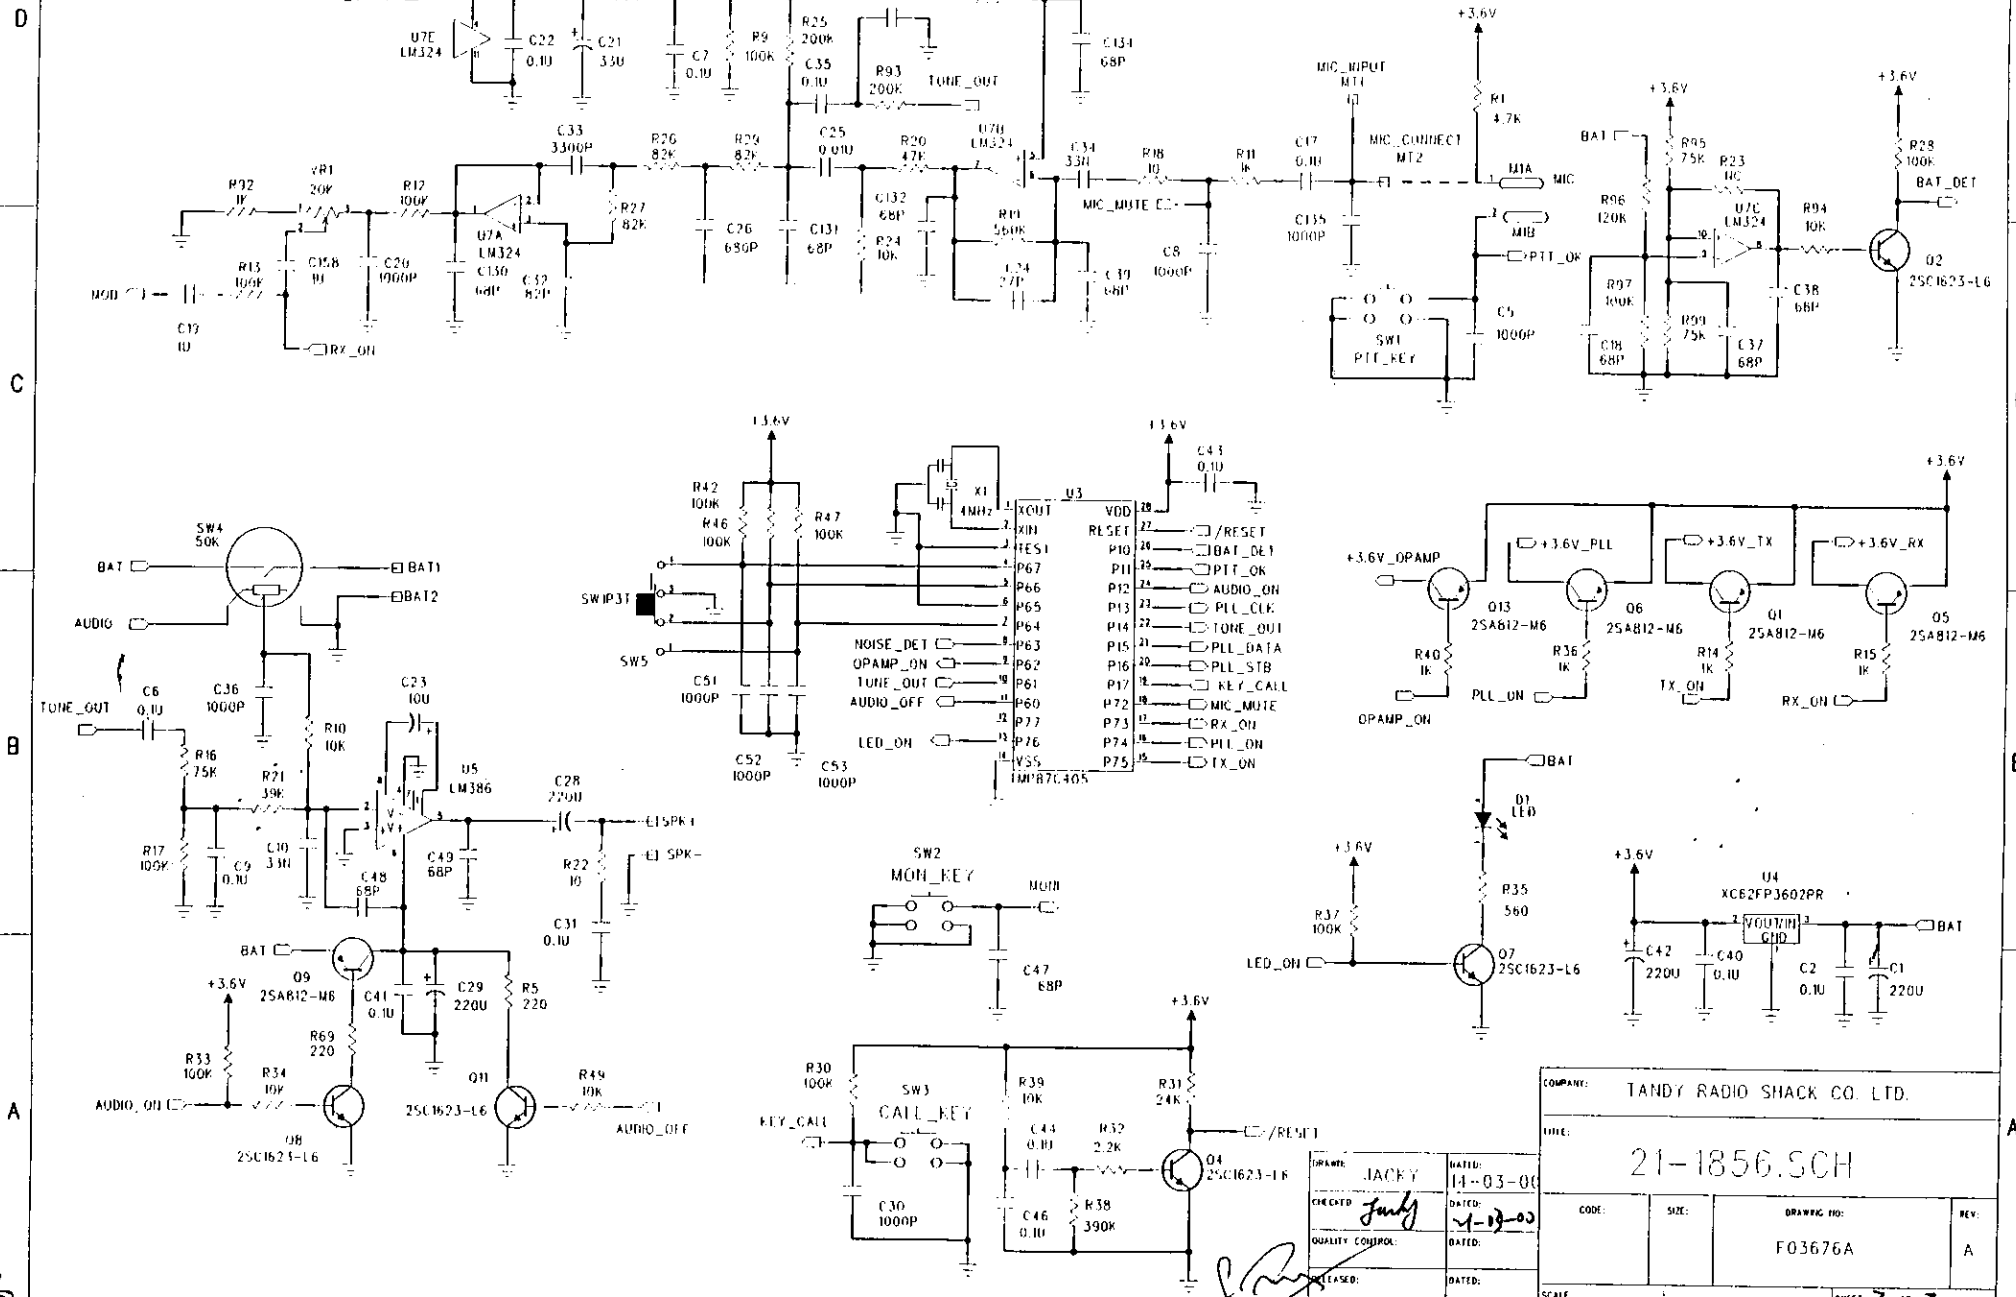 D
U7E
LM324
C22
0.1U
C21
33U
C7
0.1U
R9
100K
R25
200K
C35
0.1U
R93
200K
TONE_OUT
C134
68P
MIC_INPUT
MT1
+3.6V
R1
4.7K
+3.6V
+3.6V
BAT
R95
75K
R23
NC
R28
100K
BAT_DET
C33
3300P
R26
82K
R29
82K
C25
0.01U
R20
47K
U7B
LM324
C34
33N
R18
10
R11
1K
C17
0.1U
MIC_CONNECT
MT2
M1A
MIC
M1B
R92
1K
VR1
20K
R12
100K
U7A
LM324
R27
82K
C26
680P
C131
68P
C132
68P
R24
10K
R19
560K
C24
27P
C39
68P
MIC_MUTE
C8
1000P
C135
1000P
PTT_OK
R96
120K
U7C
LM324
R94
10K
Q2
2SC1623-L6
MOD
C19
1U
R13
100K
C158
1U
C20
1000P
C130
68P
C32
82P
RX_ON
SW1
PTT_KEY
C5
1000P
R97
100K
C18
68P
R99
75K
C37
68P
C38
68P
C
+3.6V
R42
100K
R46
100K
R47
100K
X1
4MHz
U3
+3.6V
C43
0.1U
XOUT
XIN
TEST
P67
P66
P65
P64
P63
P62
P61
P60
P77
P76
VSS
VDD
RESET
P10
P11
P12
P13
P14
P15
P16
P17
P72
P73
P74
P75
TMP87C405
/RESET
BAT_DET
PTT_OK
AUDIO_ON
PLL_CLK
TONE_OUT
PLL_DATA
PLL_STB
KEY_CALL
MIC_MUTE
RX_ON
PLL_ON
TX_ON
NOISE_DET
OPAMP_ON
TUNE_OUT
AUDIO_OFF
LED_ON
SW1P3T
SW5
C51
1000P
C52
1000P
C53
1000P
SW4
50K
BAT
BAT1
BAT2
AUDIO
+3.6V
+3.6V_OPAMP
+3.6V_PLL
+3.6V_TX
+3.6V_RX
Q13
2SA812-M6
Q6
2SA812-M6
Q1
2SA812-M6
Q5
2SA812-M6
R40
1K
R36
1K
R14
1K
R15
1K
OPAMP_ON
PLL_ON
TX_ON
RX_ON
B
TONE_OUT
C6
0.1U
C36
1000P
R10
10K
C23
10U
R16
75K
R21
39K
U5
LM386
C28
220U
SPK+
SPK-
R17
100K
C9
0.1U
C10
33N
C48
68P
C49
68P
R22
10
C31
0.1U
BAT
Q9
2SA812-M6
+3.6V
C41
0.1U
C29
220U
R5
220
R69
220
R33
100K
R34
10K
AUDIO_ON
Q8
2SC1623-L6
Q11
2SC1623-L6
R49
10K
AUDIO_OFF
SW2
MON_KEY
MONI
C47
68P
BAT
D1
LED
R35
560
+3.6V
R37
100K
LED_ON
Q7
2SC1623-L6
+3.6V
U4
XC62FP3602PR
VOUT/IN
GND
BAT
C42
220U
C40
0.1U
C2
0.1U
C1
220U
A
R30
100K
SW3
CALL_KEY
KEY_CALL
C30
1000P
+3.6V
R39
10K
R31
24K
C44
0.1U
R32
2.2K
/RESET
Q4
2SC1623-L6
C46
0.1U
R38
390K
COMPANY: TANDY RADIO SHACK CO. LTD.
TITLE:
21-1856.SCH
DRAWN: JACKY
DATED: 14-03-00
CHECKED
DATED:
QUALITY CONTROL:
DATED:
RELEASED:
DATED:
CODE:
SIZE:
DRAWING NO:
F03676A
REV:
A
SCALE